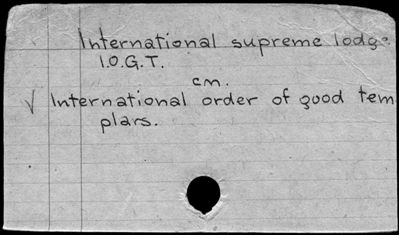 International supreme lodge
I.O.G.T.
cm.
√ International order of good tem
plars.